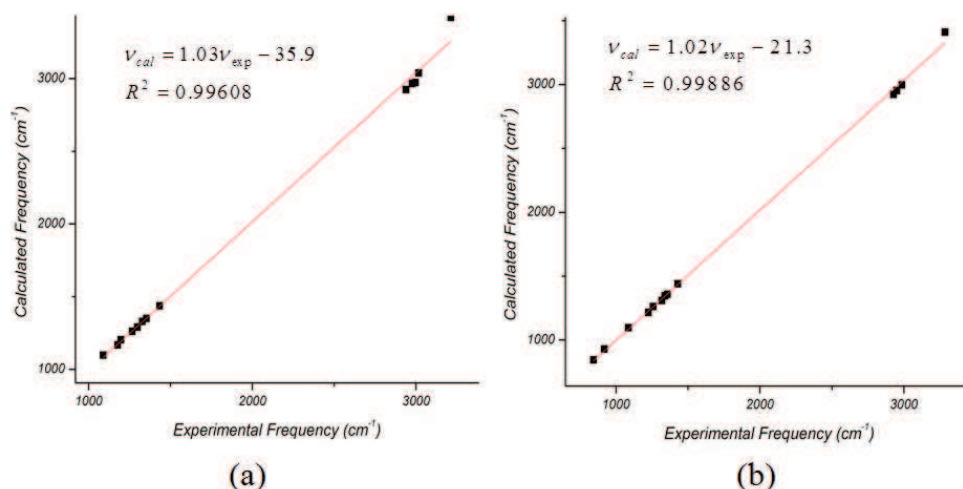 ν_cal = 1.03ν_exp − 35.9
R² = 0.99608
3000
2000
1000
Calculated Frequency (cm⁻¹)
1000
2000
3000
Experimental Frequency (cm⁻¹)
(a)
ν_cal = 1.02ν_exp − 21.3
R² = 0.99886
3000
2000
1000
Calculated Frequency (cm⁻¹)
1000
2000
3000
Experimental Frequency (cm⁻¹)
(b)